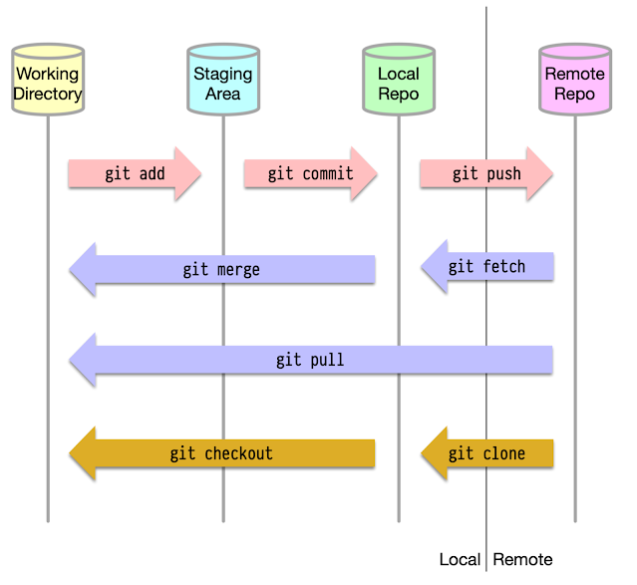 Working
Directory
Staging
Area
Local
Repo
Remote
Repo
git add
git commit
git push
git merge
git fetch
git pull
git checkout
git clone
Local
Remote